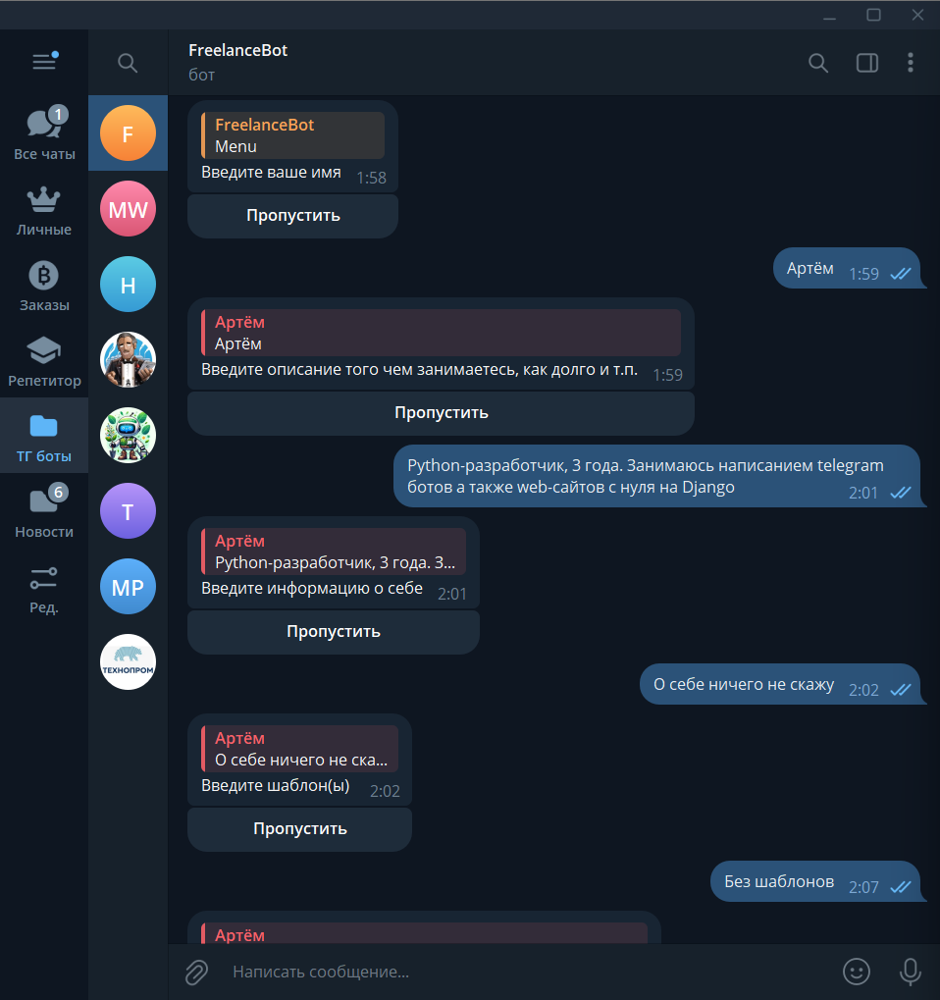 FreelanceBot
бот
1
Все чаты
Личные
Заказы
Репетитор
ТГ боты
6
Новости
Ред.
F
MW
Н
Т
MP
ТЕХНОПРОМ
FreelanceBot
Menu
Введите ваше имя 1:58
Пропустить
Артём 1:59
Артём
Артём
Введите описание того чем занимаетесь, как долго и т.п. 1:59
Пропустить
Python-разработчик, 3 года. Занимаюсь написанием telegram
ботов а также web-сайтов с нуля на Django 2:01
Артём
Python-разработчик, 3 года. З...
Введите информацию о себе 2:01
Пропустить
О себе ничего не скажу 2:02
Артём
О себе ничего не ска...
Введите шаблон(ы) 2:02
Пропустить
Без шаблонов 2:07
Артём
Написать сообщение...